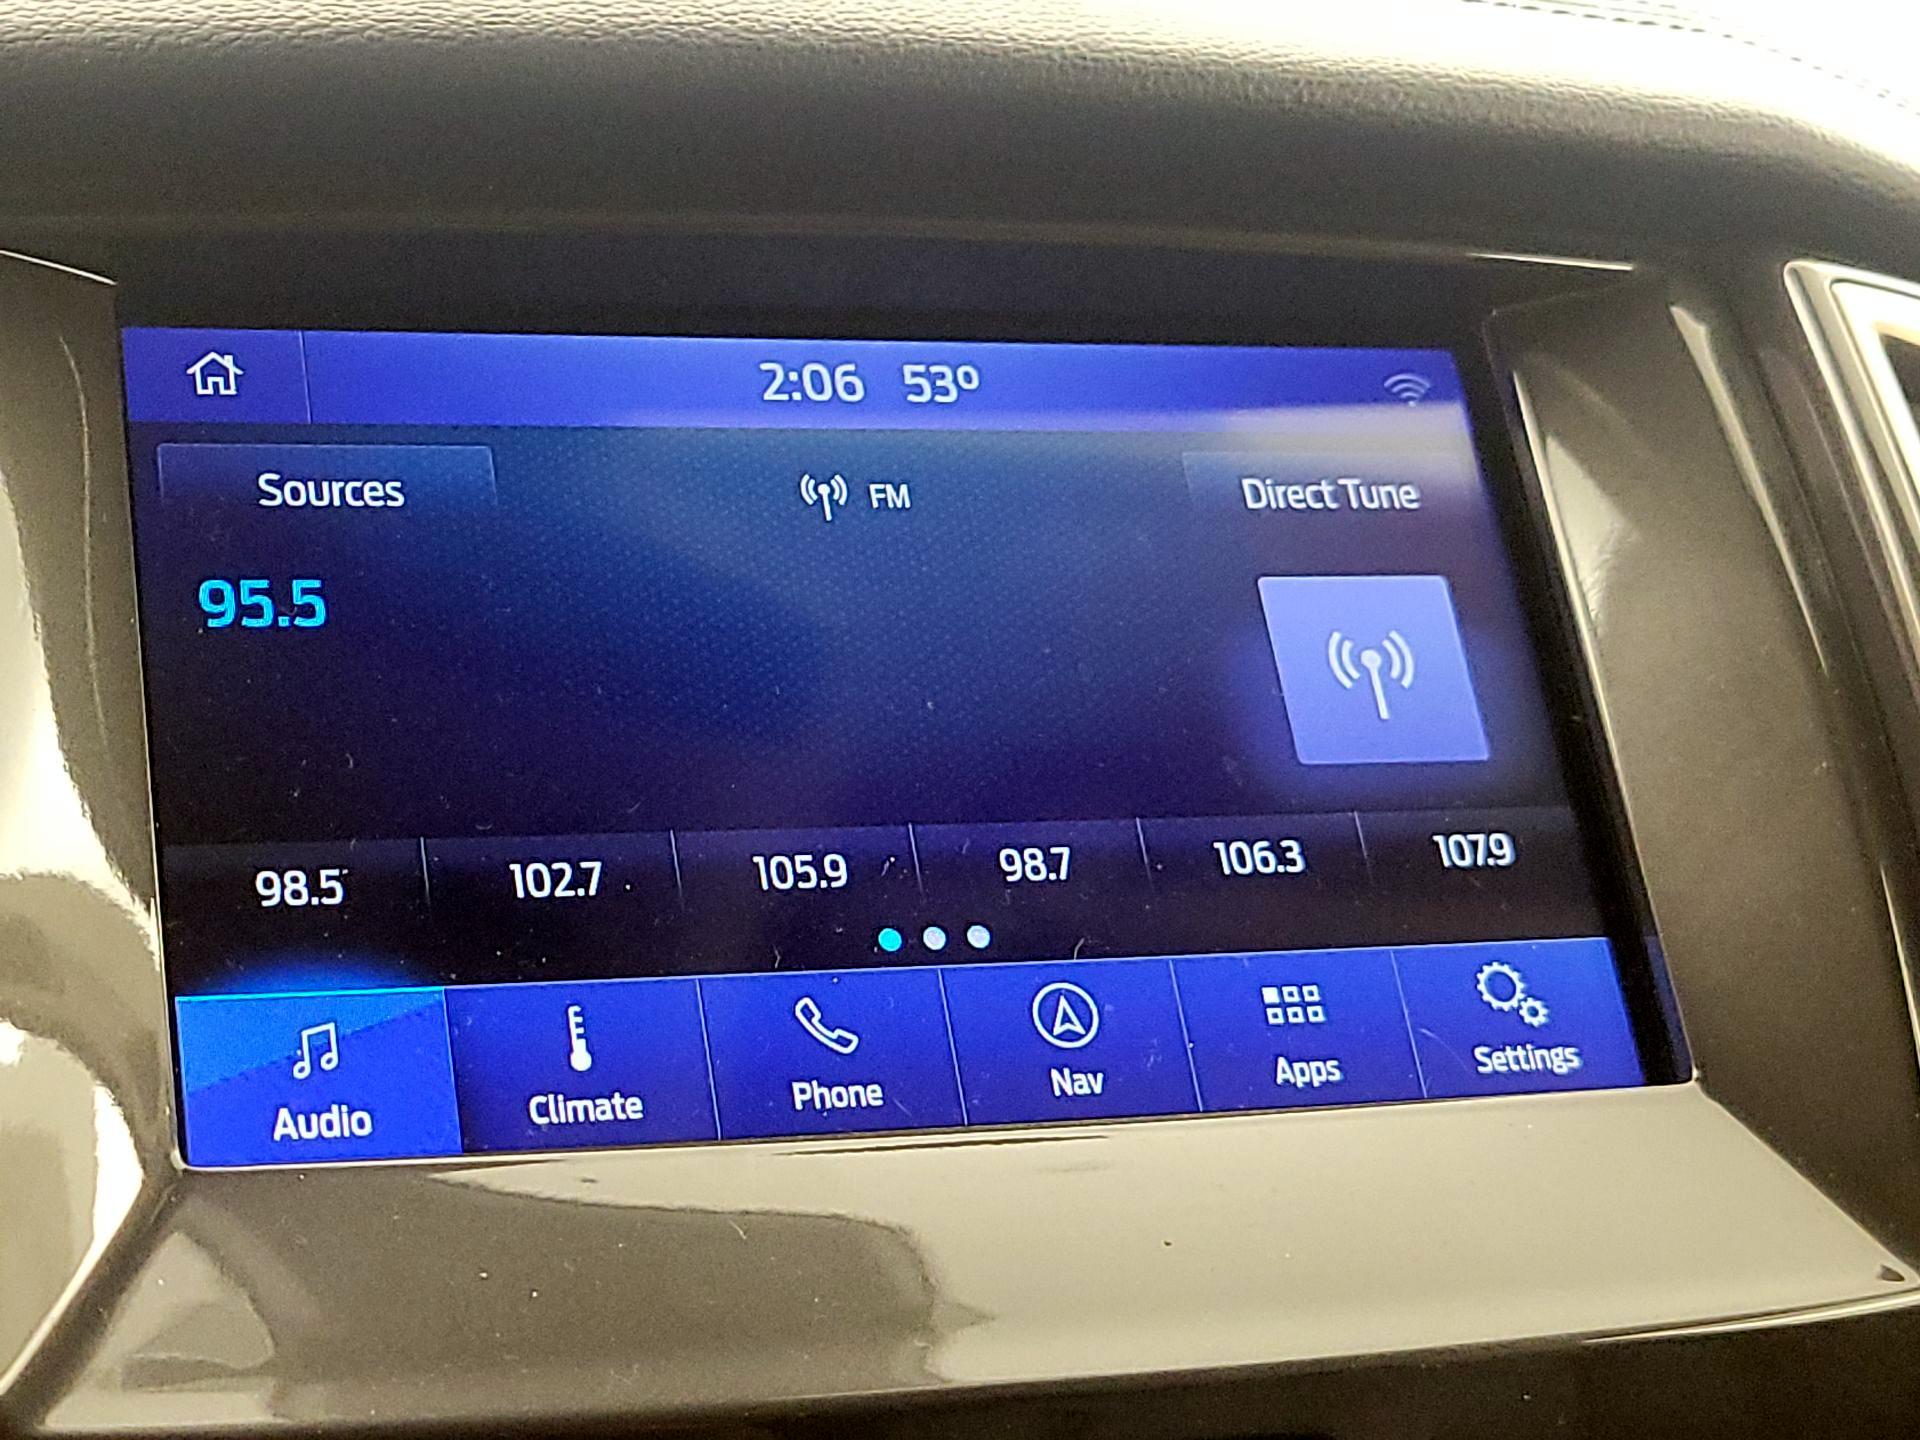 2:06 53°
Sources FM Direct Tune
95.5
98.5 102.7 105.9 98.7 106.3 107.9
Audio Climate Phone Nav Apps Settings